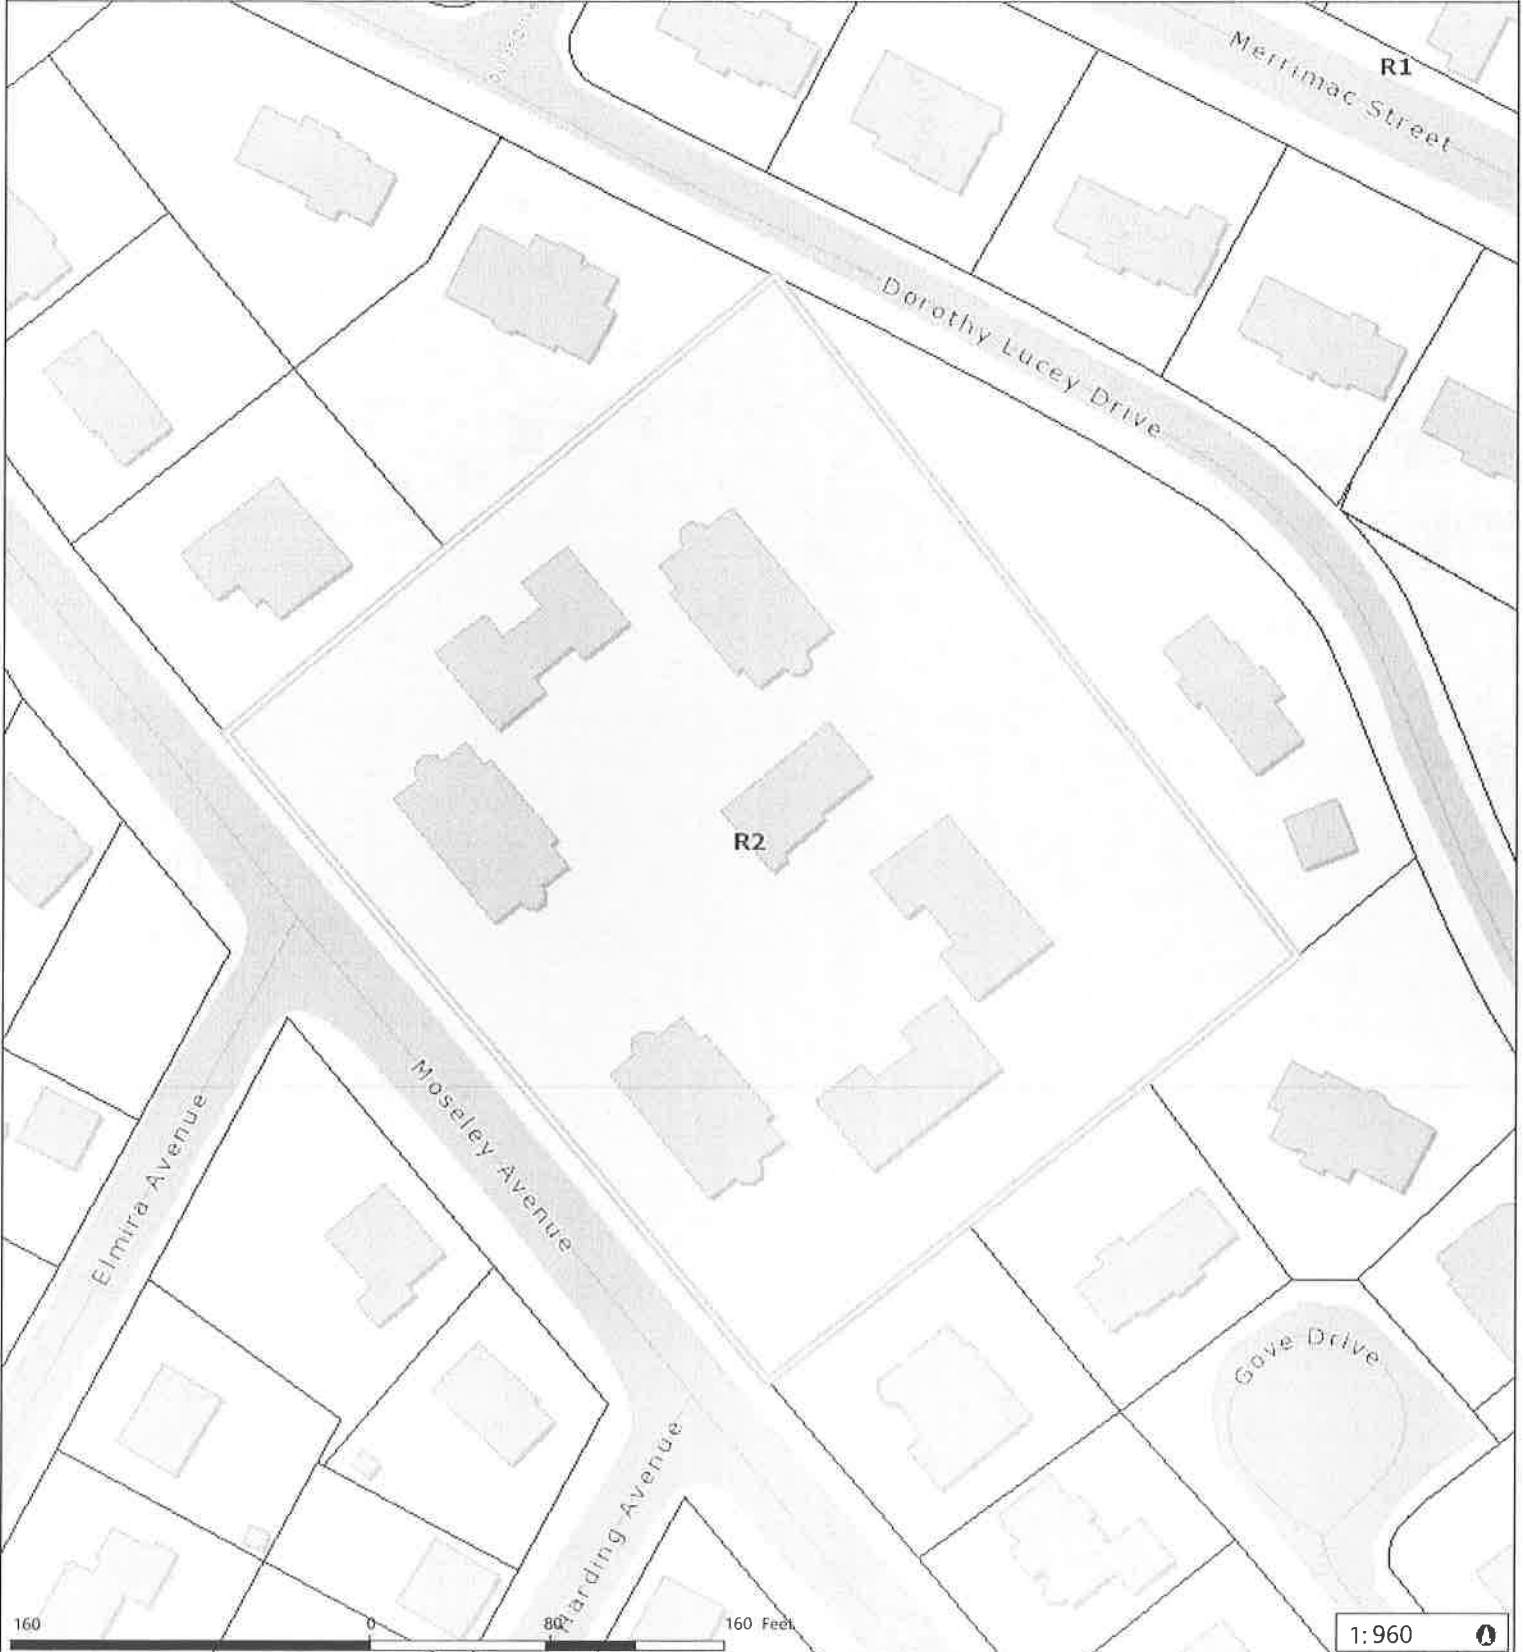 Merrimac Street
R1
Dorothy Lucey Drive
R2
Moseley Avenue
Elmira Avenue
Gove Drive
Harding Avenue
160 0 80 160 Feet
1: 960